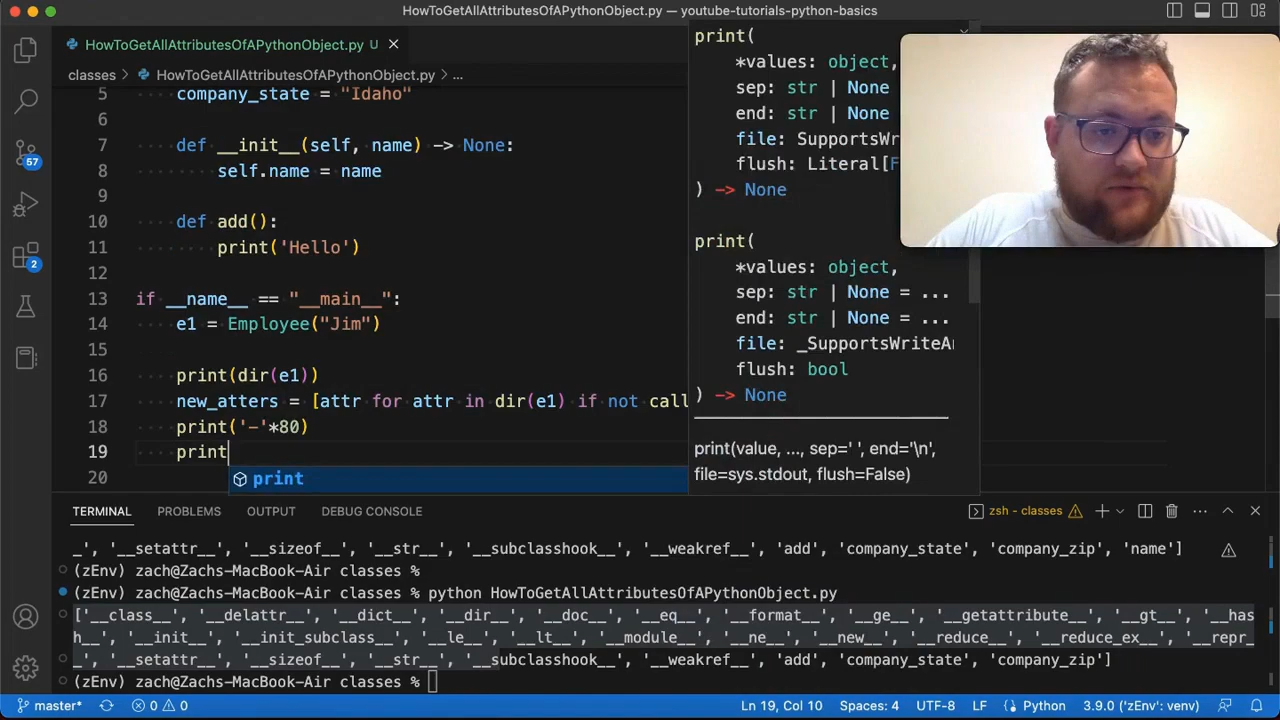 HowToGetAllAttributesOfAPythonObject.py — youtube-tutorials-python-basics
HowToGetAllAttributesOfAPythonObject.py U
classes > HowToGetAllAttributesOfAPythonObject.py > ...
5 company_state = "Idaho"
6
7 def __init__(self, name) -> None:
8 self.name = name
9
10 def add():
11 print('Hello')
12
13 if __name__ == "__main__":
14 e1 = Employee("Jim")
15
16 print(dir(e1))
17 new_atters = [attr for attr in dir(e1) if not call
18 print('-'*80)
19 print
20
print
print(
*values: object,
sep: str | None
end: str | None
file: SupportsWr
flush: Literal[F
) -> None
print(
*values: object,
sep: str | None = ...
end: str | None = ...
file: _SupportsWriteAn
flush: bool
) -> None
print(value, ..., sep=' ', end='\n',
file=sys.stdout, flush=False)
57
2
TERMINAL PROBLEMS OUTPUT DEBUG CONSOLE zsh - classes
_', '__setattr__', '__sizeof__', '__str__', '__subclasshook__', '__weakref__', 'add', 'company_state', 'company_zip', 'name']
(zEnv) zach@Zachs-MacBook-Air classes %
(zEnv) zach@Zachs-MacBook-Air classes % python HowToGetAllAttributesOfAPythonObject.py
['__class__', '__delattr__', '__dict__', '__dir__', '__doc__', '__eq__', '__format__', '__ge__', '__getattribute__', '__gt__', '__has
h__', '__init__', '__init_subclass__', '__le__', '__lt__', '__module__', '__ne__', '__new__', '__reduce__', '__reduce_ex__', '__repr_
_', '__setattr__', '__sizeof__', '__str__', '__subclasshook__', '__weakref__', 'add', 'company_state', 'company_zip']
(zEnv) zach@Zachs-MacBook-Air classes %
master* 0 0 Ln 19, Col 10 Spaces: 4 UTF-8 LF Python 3.9.0 ('zEnv': venv)